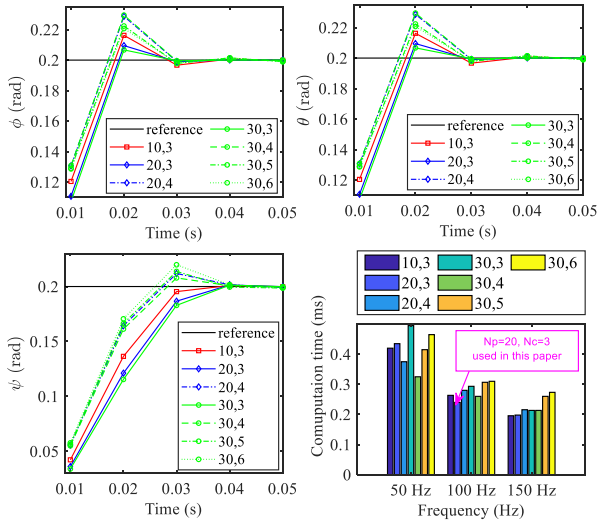 0.22
0.2
0.18
0.16
0.14
0.12
ϕ (rad)
reference
10,3
20,3
20,4
30,3
30,4
30,5
30,6
0.01 0.02 0.03 0.04 0.05
Time (s)
0.22
0.2
0.18
0.16
0.14
0.12
θ (rad)
reference
10,3
20,3
20,4
30,3
30,4
30,5
30,6
0.01 0.02 0.03 0.04 0.05
Time (s)
0.2
0.15
0.1
0.05
ψ (rad)
reference
10,3
20,3
20,4
30,3
30,4
30,5
30,6
0.01 0.02 0.03 0.04 0.05
Time (s)
10,3 30,3 30,6
20,3 30,4
20,4 30,5
Comuputaion time (ms)
0.4
0.3
0.2
0.1
0
Np=20, Nc=3
used in this paper
50 Hz 100 Hz 150 Hz
Frequency (Hz)